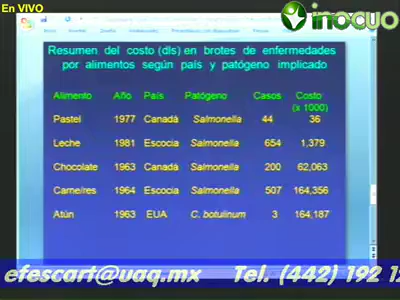 En VIVO
inocuo
Resumen del costo (dls) en brotes de enfermedades
por alimentos según país y patógeno implicado
Alimento Año País Patógeno Casos Costo
(x 1000)
Pastel 1977 Canadá Salmonella 44 36
Leche 1981 Escocia Salmonella 654 1,379
Chocolate 1963 Canadá Salmonella 200 62,063
Carne/res 1964 Escocia Salmonella 507 164,356
Atún 1963 EUA C. botulinum 3 164,187
efescart@uaq.mx Tel. (442) 192 12